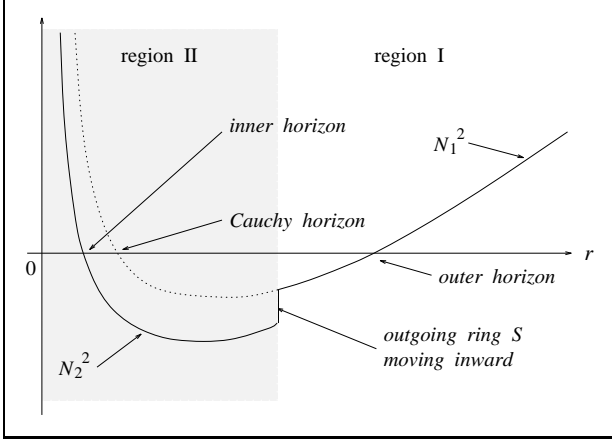 region II
region I
inner horizon
N₁²
Cauchy horizon
r
0
outer horizon
outgoing ring S
moving inward
N₂²